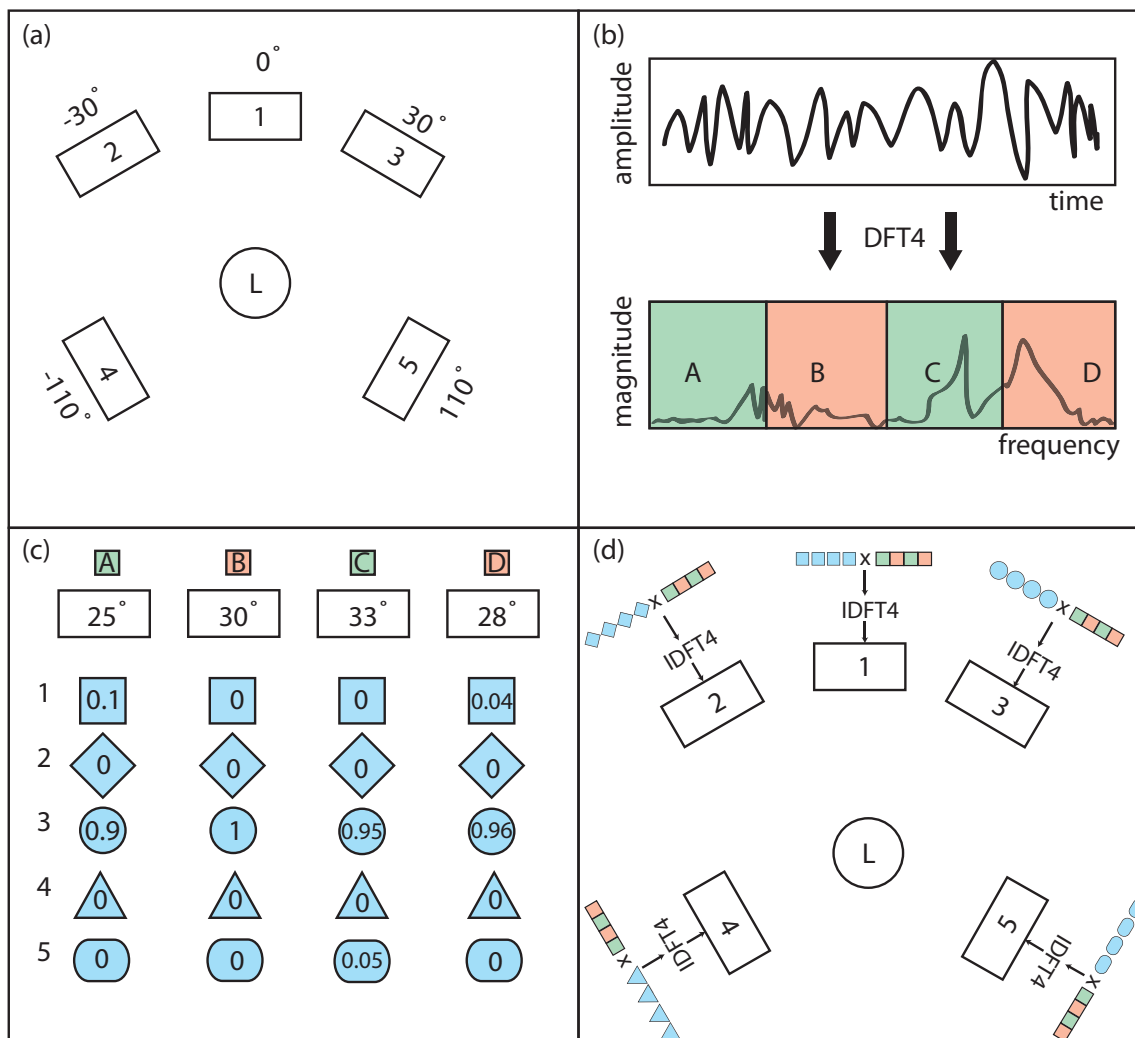 (a)
0°
-30°
30°
1
2
3
L
4
5
-110°
110°
(b)
amplitude
time
DFT4
magnitude
A
B
C
D
frequency
(c)
A B C D
25° 30° 33° 28°
1 0.1 0 0 0.04
2 0 0 0 0
3 0.9 1 0.95 0.96
4 0 0 0 0
5 0 0 0.05 0
(d)
x
x
x
IDFT4
IDFT4
IDFT4
1
2
3
L
4
5
IDFT4
IDFT4
x
x